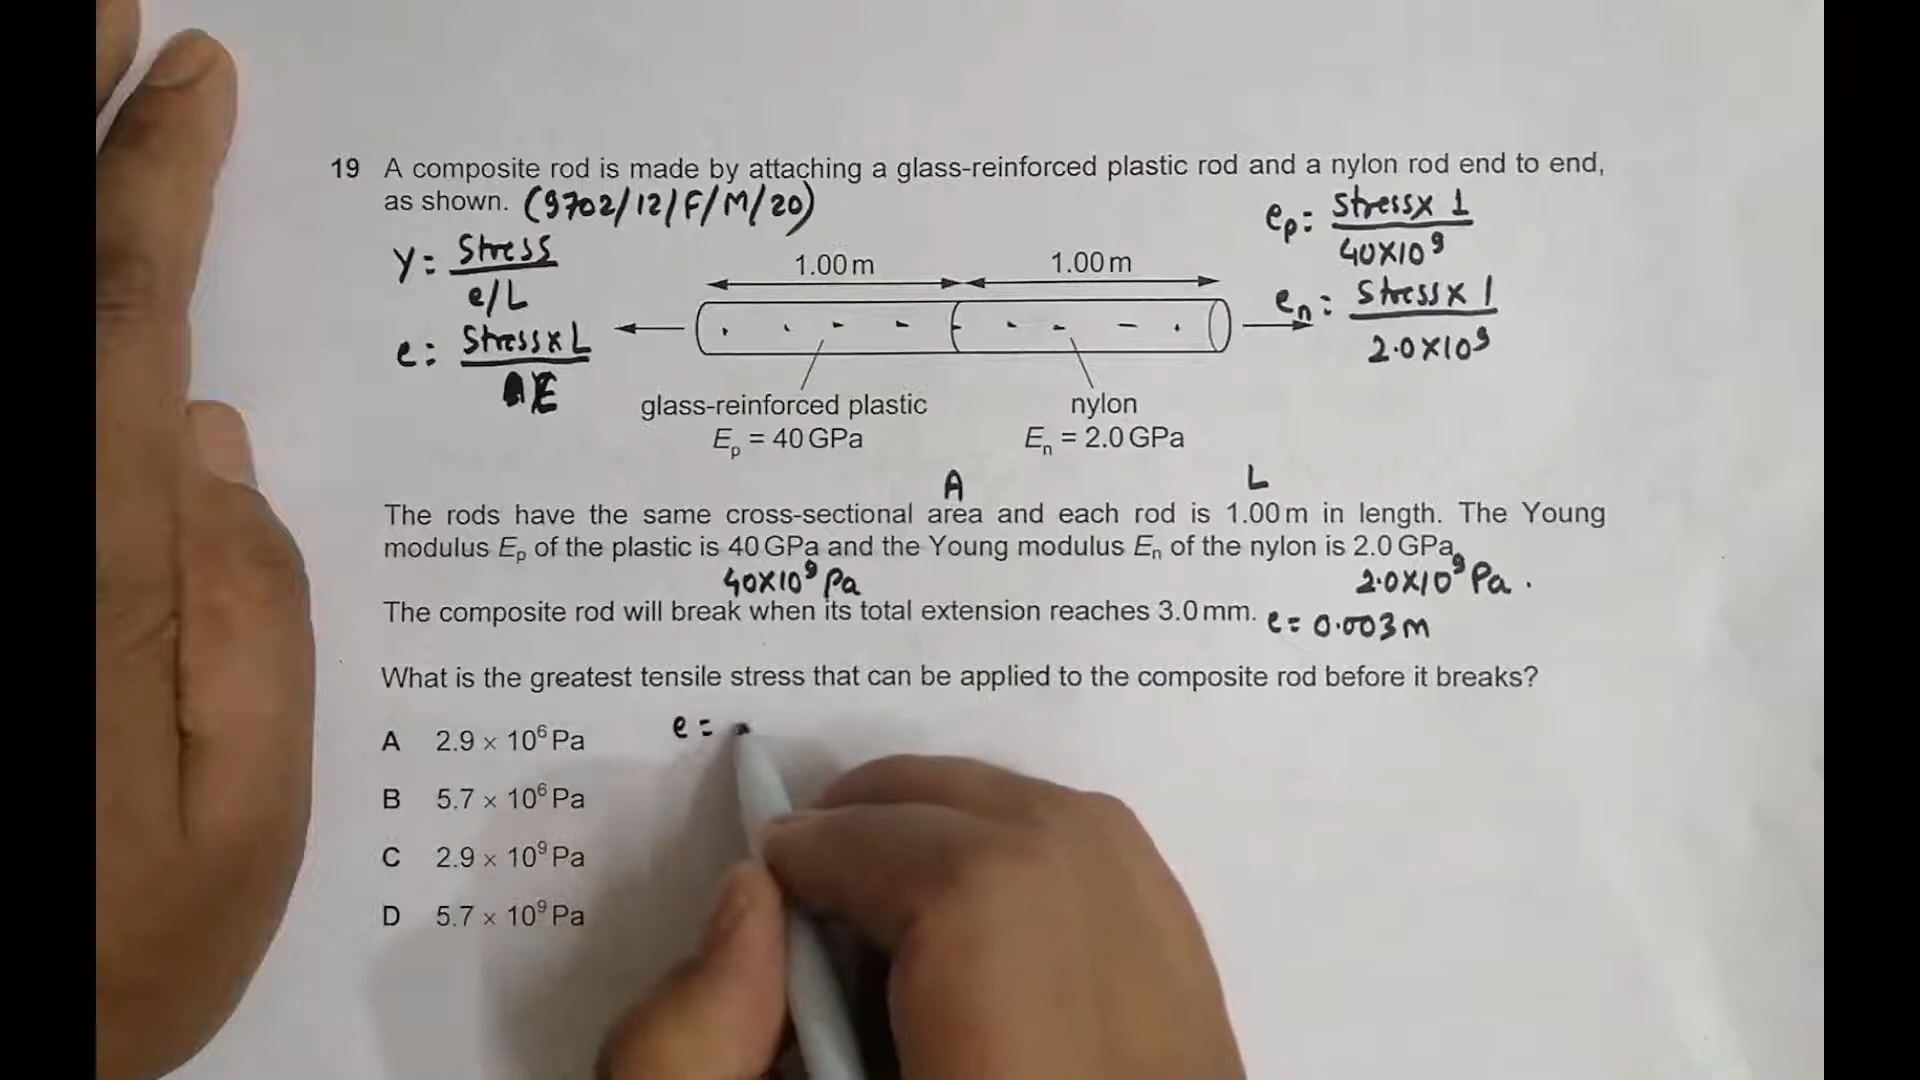 19 A composite rod is made by attaching a glass-reinforced plastic rod and a nylon rod end to end,
as shown. (9702/12/F/M/20)
Y = Stress / e/L
e = Stress x L / E
1.00 m
1.00 m
ep = Stress x 1 / 40x10⁹
en = Stress x 1 / 2.0x10⁹
glass-reinforced plastic
Ep = 40 GPa
nylon
En = 2.0 GPa
A
L
The rods have the same cross-sectional area and each rod is 1.00 m in length. The Young
modulus Ep of the plastic is 40 GPa and the Young modulus En of the nylon is 2.0 GPa.
40x10⁹ Pa
2.0x10⁹ Pa.
The composite rod will break when its total extension reaches 3.0 mm. e = 0.003m
What is the greatest tensile stress that can be applied to the composite rod before it breaks?
A 2.9 × 10⁶ Pa
e =
B 5.7 × 10⁶ Pa
C 2.9 × 10⁹ Pa
D 5.7 × 10⁹ Pa